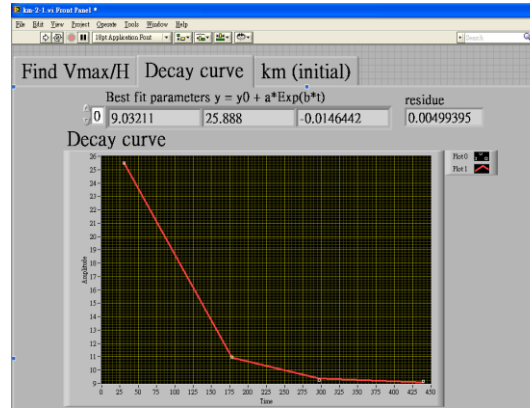 km-2-1.vi Front Panel *
File Edit View Project Operate Tools Window Help
18pt Application Font
Search
Find Vmax/H Decay curve km (initial)
Best fit parameters y = y0 + a*Exp(b*t) residue
0 9.03211 25.888 -0.0146442 0.00499395
Decay curve
Plot 0
Plot 1
26
25
24
23
22
21
20
19
18
17
16
15
14
13
12
11
10
9
Amplitude
0 25 50 75 100 125 150 175 200 225 250 275 300 325 350 375 400 425 450
Time